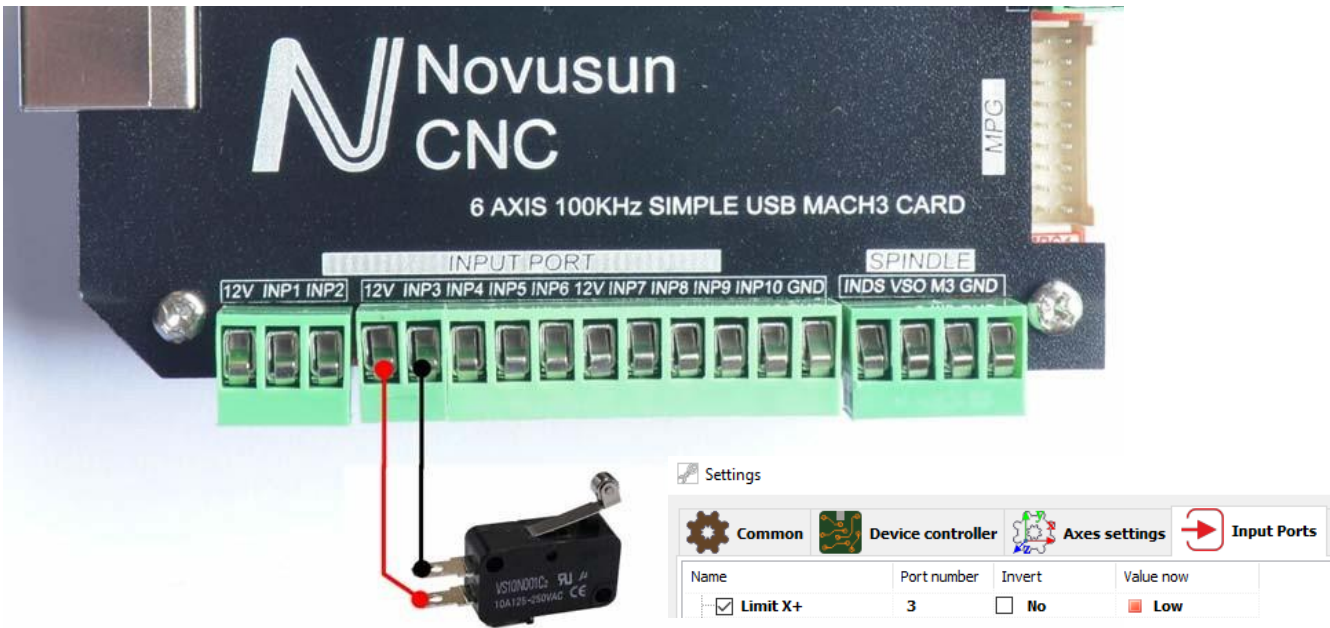 Novusun
CNC
MPG
6 AXIS 100KHz SIMPLE USB MACH3 CARD
INPUT PORT
SPINDLE
12V INP1 INP2
12V INP3 INP4 INP5 INP6 12V INP7 INP8 INP9 INP10 GND
INDS VSO M3 GND
VS10N001C₂
10A125-250VAC CE
Settings
Common Device controller Axes settings Input Ports
Name Port number Invert Value now
Limit X+ 3 No Low